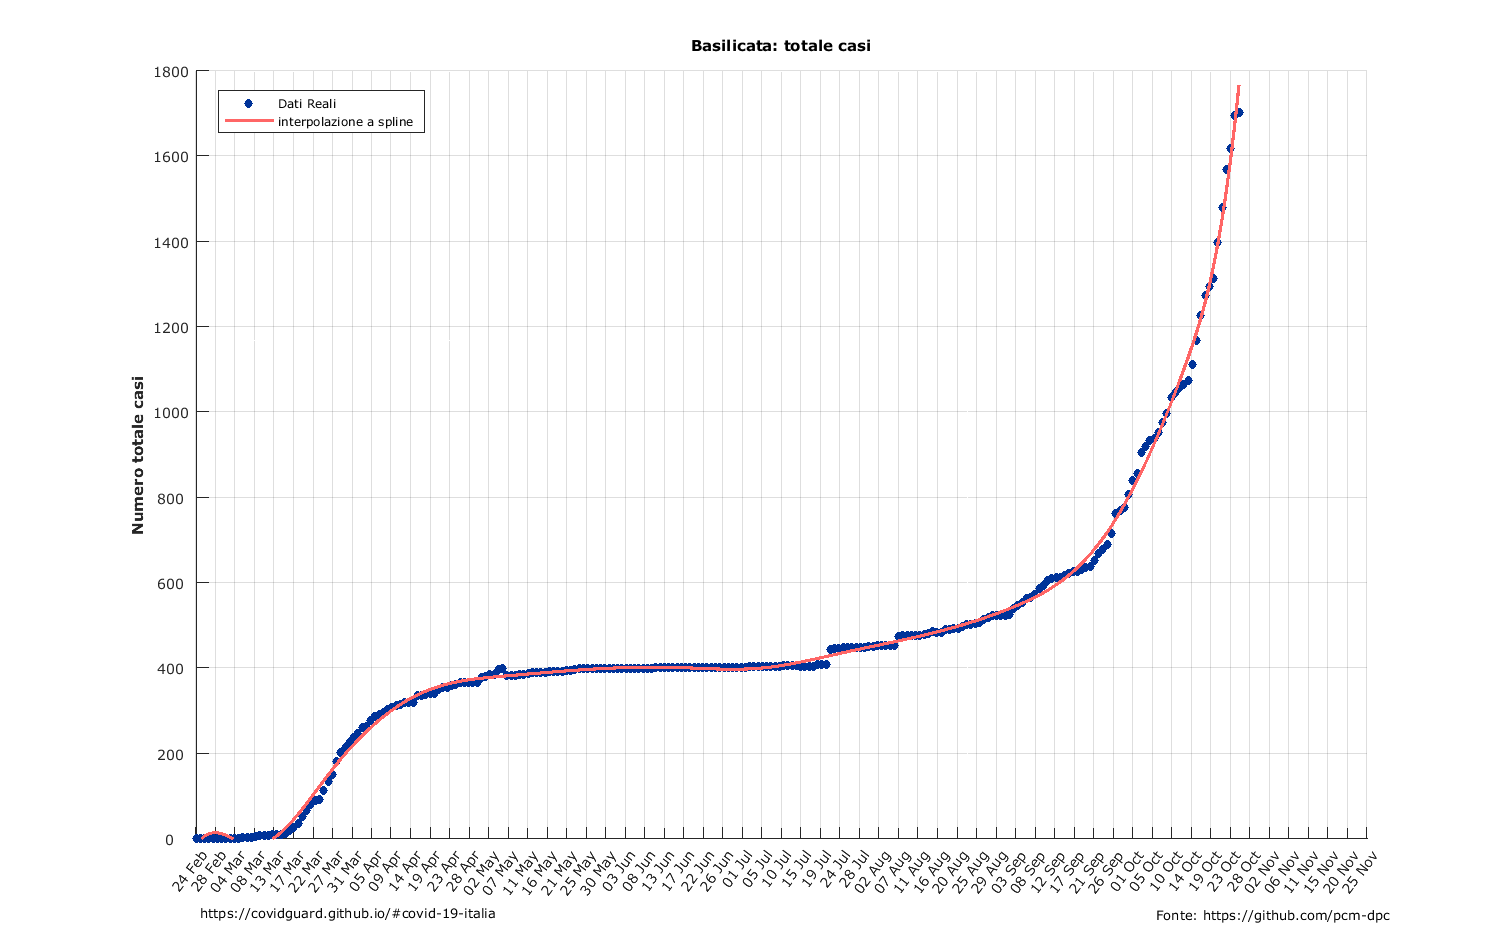 Basilicata: totale casi
1800
1600
1400
1200
1000
800
600
400
200
0
Dati Reali
interpolazione a spline
Numero totale casi
24 Feb
28 Feb
04 Mar
08 Mar
13 Mar
17 Mar
22 Mar
27 Mar
31 Mar
05 Apr
09 Apr
14 Apr
19 Apr
23 Apr
28 Apr
02 May
07 May
11 May
16 May
21 May
25 May
30 May
03 Jun
08 Jun
13 Jun
17 Jun
22 Jun
26 Jun
01 Jul
05 Jul
10 Jul
15 Jul
19 Jul
24 Jul
28 Jul
02 Aug
07 Aug
11 Aug
16 Aug
20 Aug
25 Aug
29 Aug
03 Sep
08 Sep
12 Sep
17 Sep
21 Sep
26 Sep
01 Oct
05 Oct
10 Oct
14 Oct
19 Oct
23 Oct
28 Oct
02 Nov
06 Nov
11 Nov
15 Nov
20 Nov
25 Nov
https://covidguard.github.io/#covid-19-italia
Fonte: https://github.com/pcm-dpc